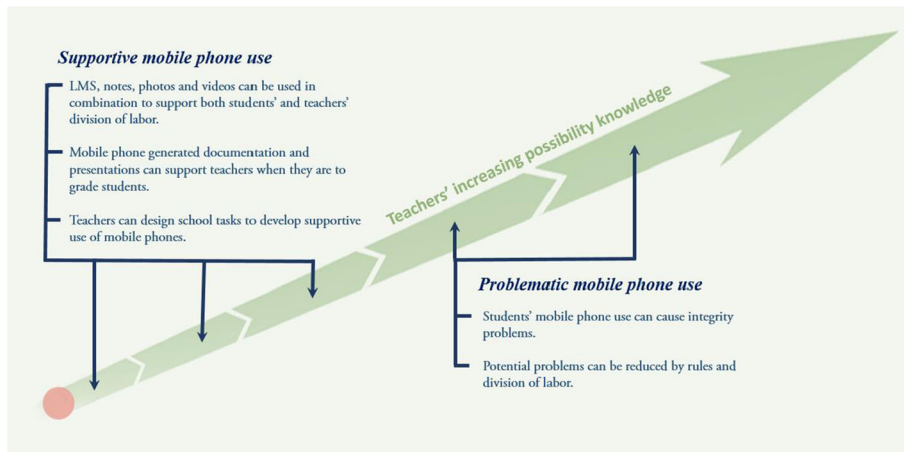 Supportive mobile phone use
LMS, notes, photos and videos can be used in
combination to support both students' and teachers'
division of labor.
Mobile phone generated documentation and
presentations can support teachers when they are to
grade students.
Teachers can design school tasks to develop supportive
use of mobile phones.
Teachers' increasing possibility knowledge
Problematic mobile phone use
Students' mobile phone use can cause integrity
problems.
Potential problems can be reduced by rules and
division of labor.